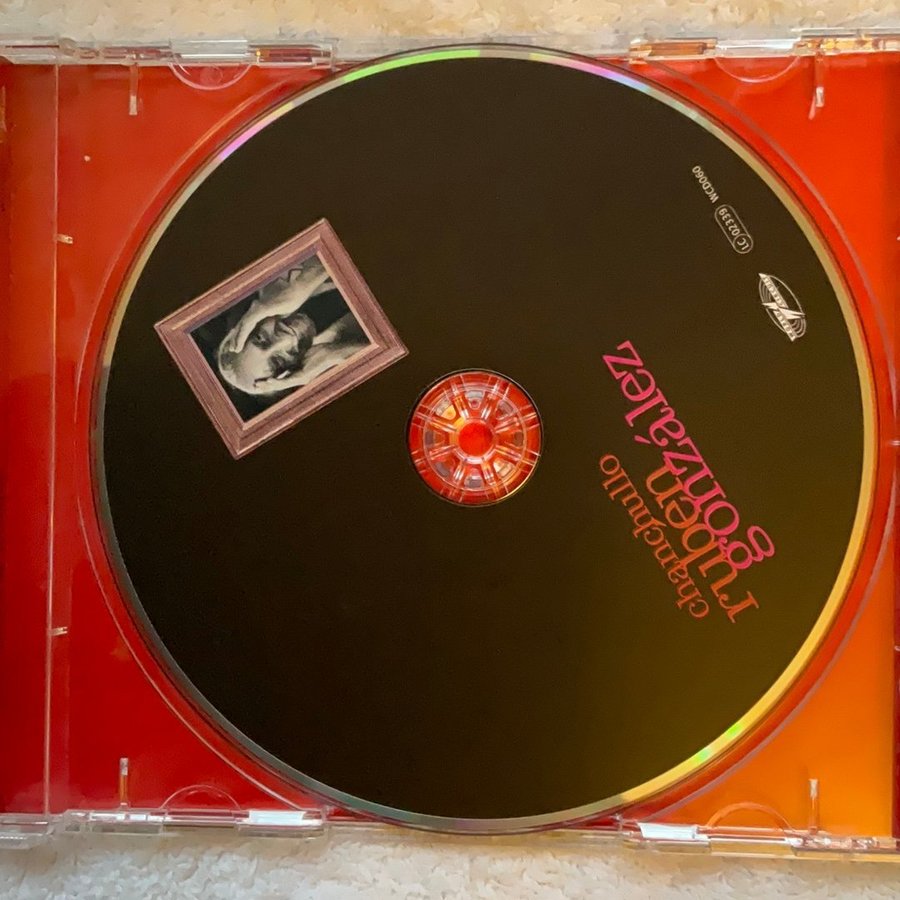 chanchullo
rubén
gonzález
LC 02339 WCD060